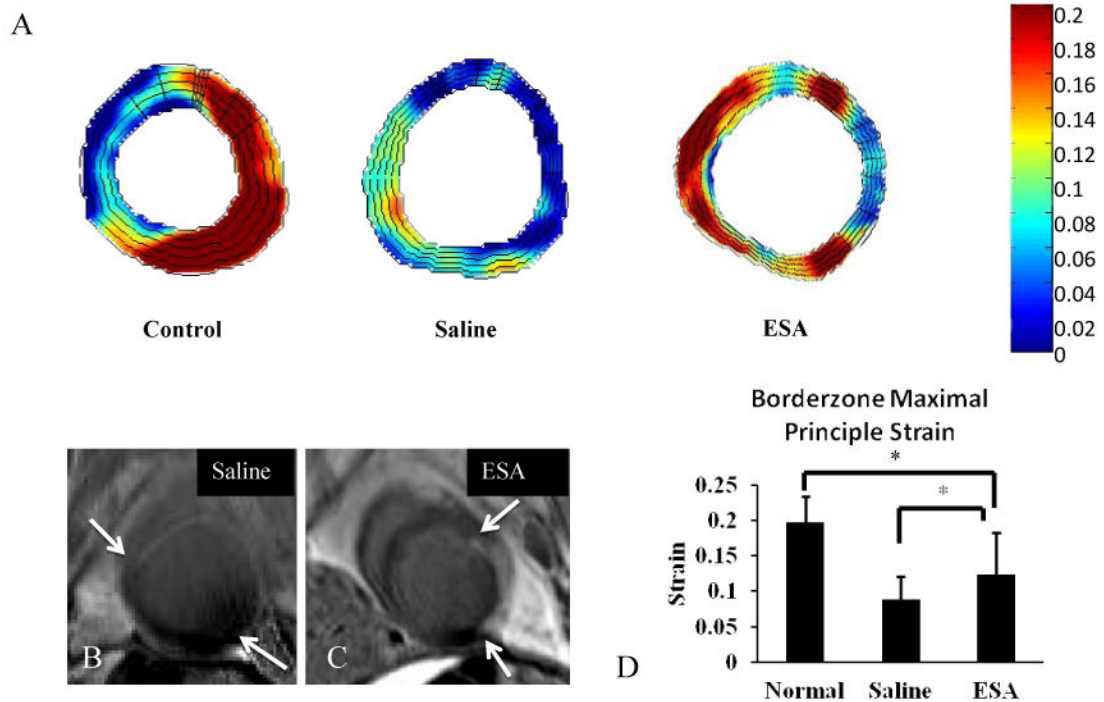 A
Control
Saline
ESA
0.2
0.18
0.16
0.14
0.12
0.1
0.08
0.06
0.04
0.02
0
Saline
B
ESA
C
Borderzone Maximal
Principle Strain
*
*
Strain
0.25
0.2
0.15
0.1
0.05
0
Normal Saline ESA
D